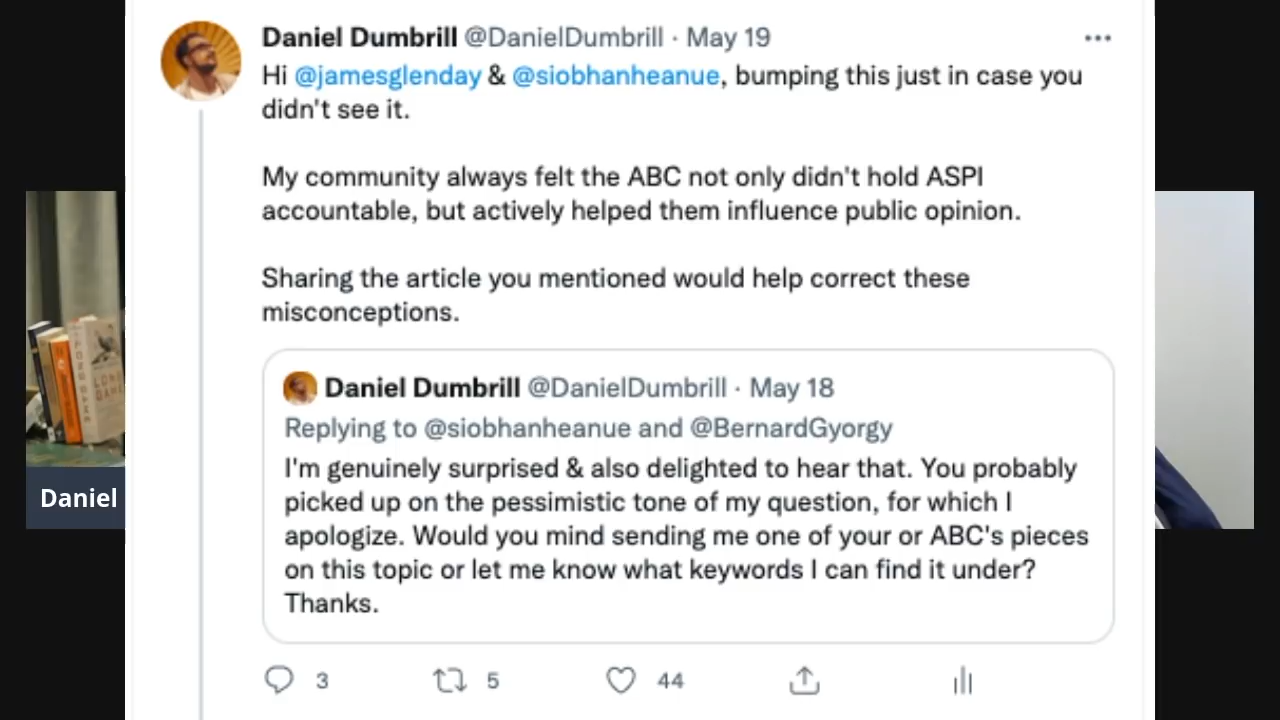 Daniel Dumbrill @DanielDumbrill · May 19
Hi @jamesglenday & @siobhanheanue, bumping this just in case you
didn't see it.
My community always felt the ABC not only didn't hold ASPI
accountable, but actively helped them influence public opinion.
Sharing the article you mentioned would help correct these
misconceptions.
Daniel Dumbrill @DanielDumbrill · May 18
Replying to @siobhanheanue and @BernardGyorgy
I'm genuinely surprised & also delighted to hear that. You probably
picked up on the pessimistic tone of my question, for which I
apologize. Would you mind sending me one of your or ABC's pieces
on this topic or let me know what keywords I can find it under?
Thanks.
3 5 44
Daniel